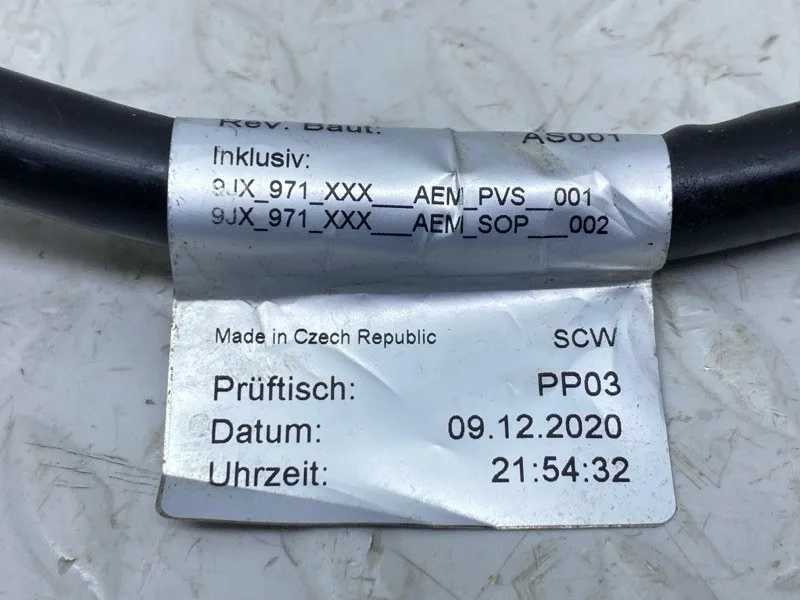 Rev. Baut: AS001
Inklusiv:
9JX_971_XXX___AEM_PVS__001
9JX_971_XXX___AEM_SOP___002
Made in Czech Republic SCW
Prüftisch: PP03
Datum: 09.12.2020
Uhrzeit: 21:54:32